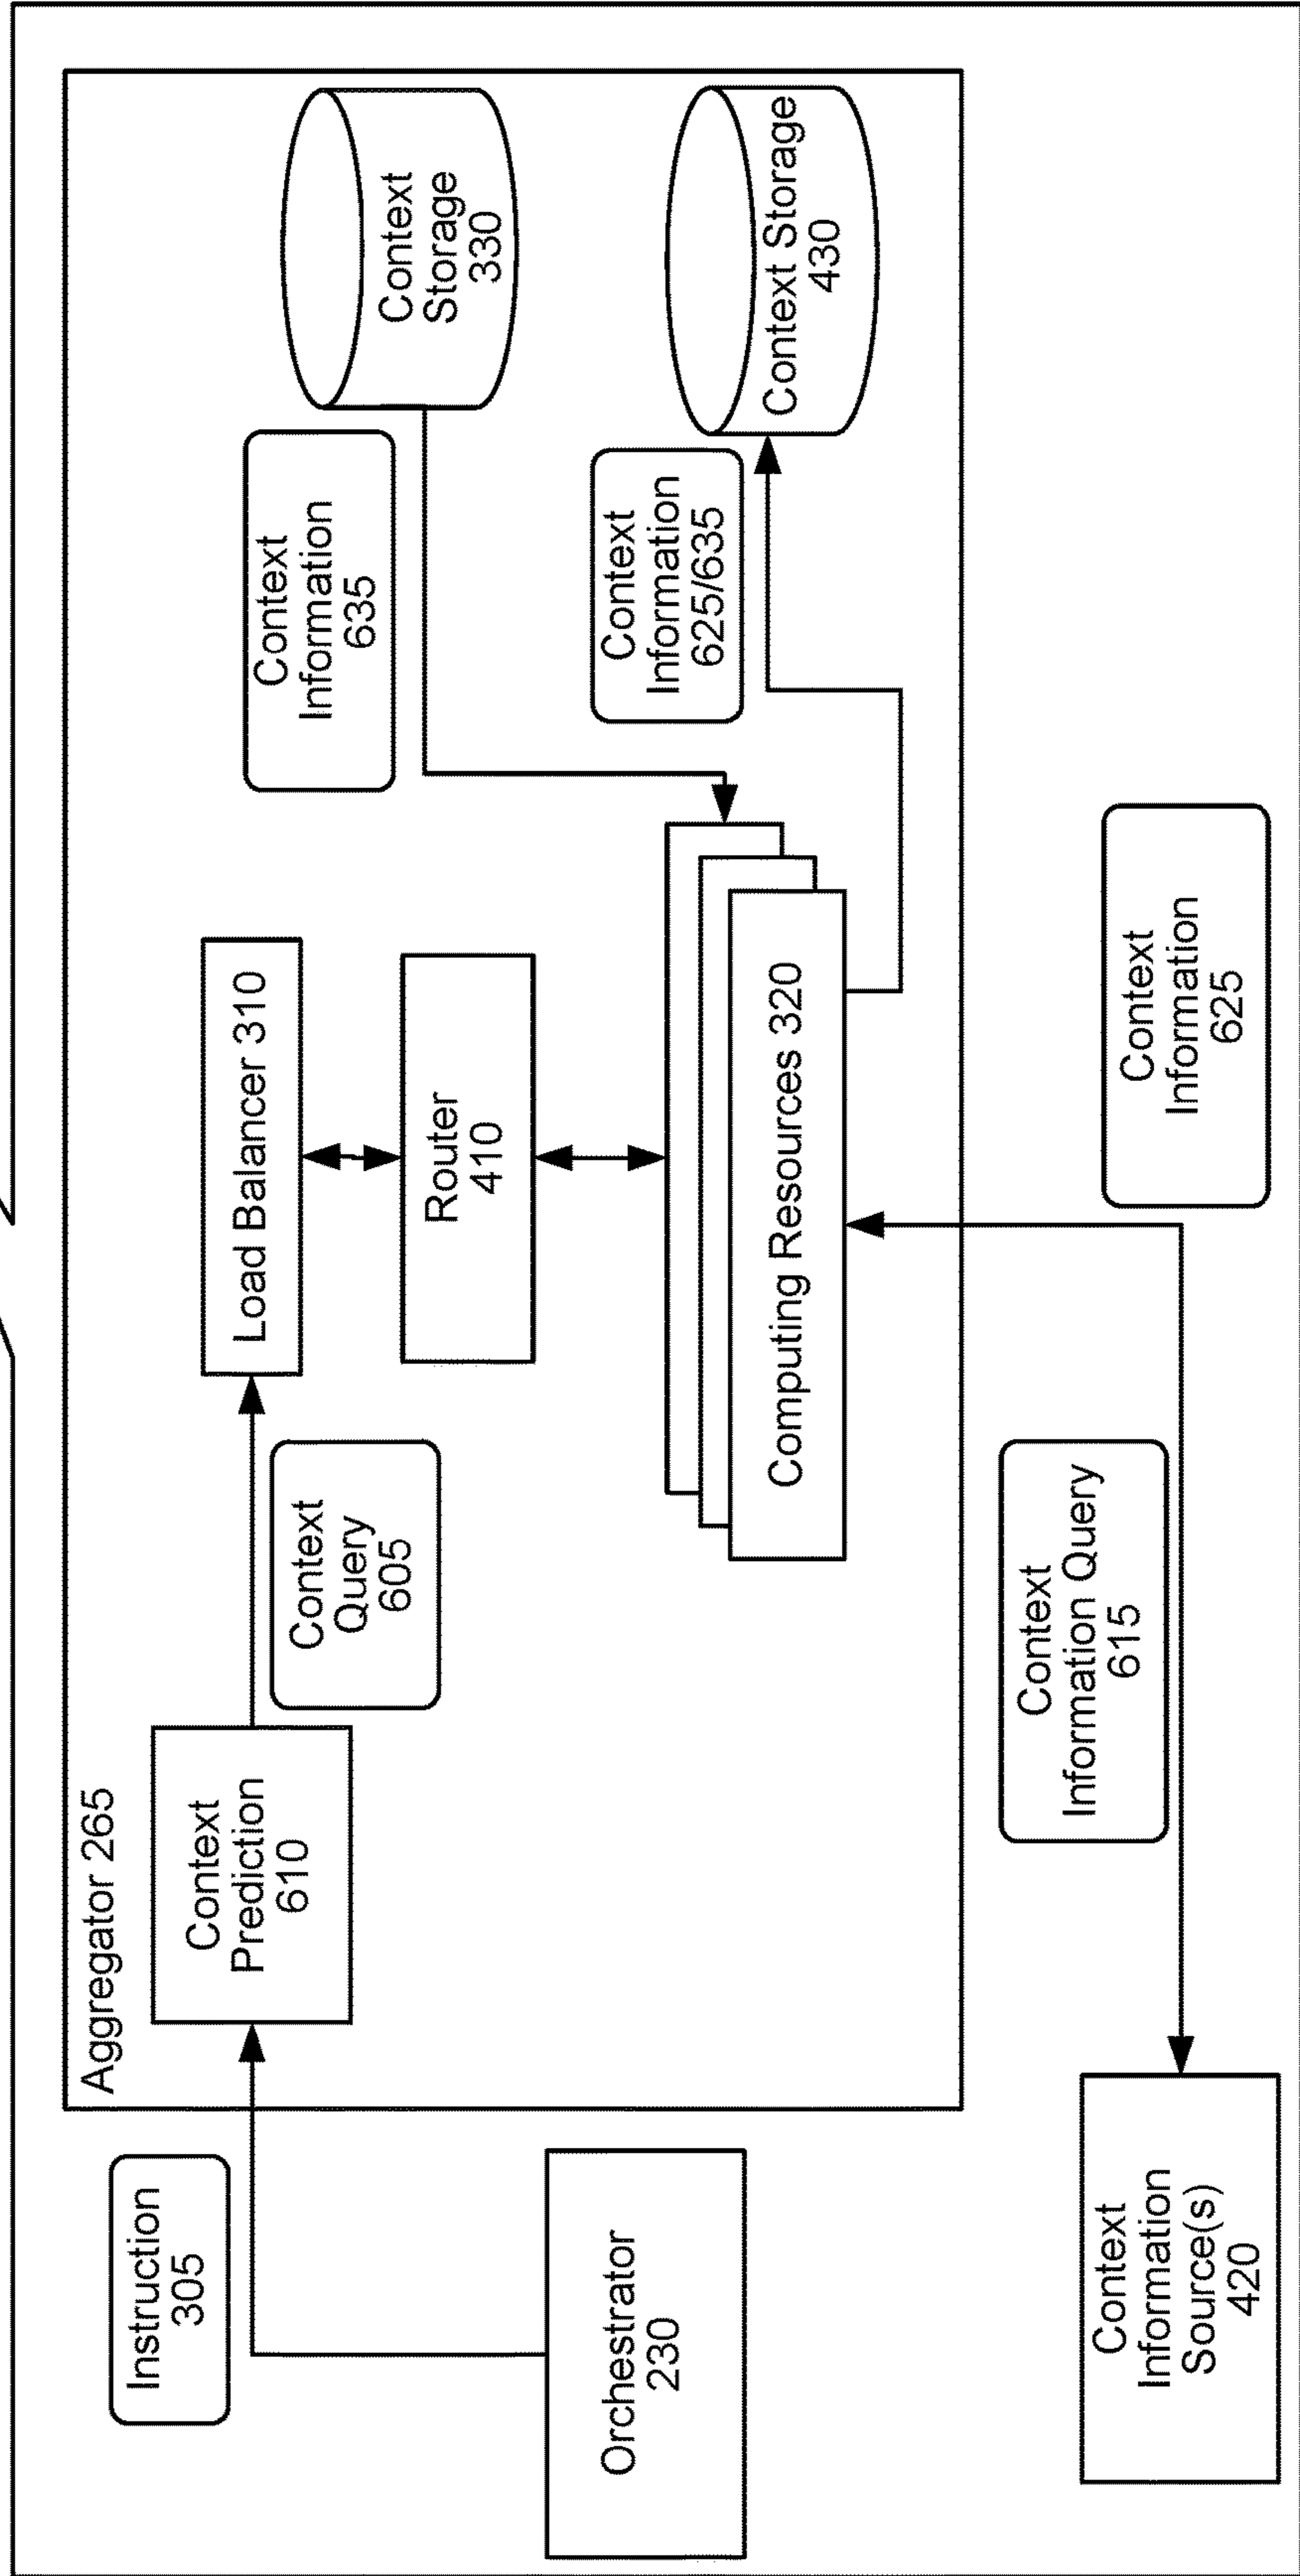 Instruction
305
Aggregator 265
Context
Prediction
610
Context
Query
605
Load Balancer 310
Router
410
Context
Information
635
Context
Storage
330
Orchestrator
230
Computing Resources 320
Context
Information
625/635
Context Storage
430
Context
Information
Source(s)
420
Context
Information Query
615
Context
Information
625